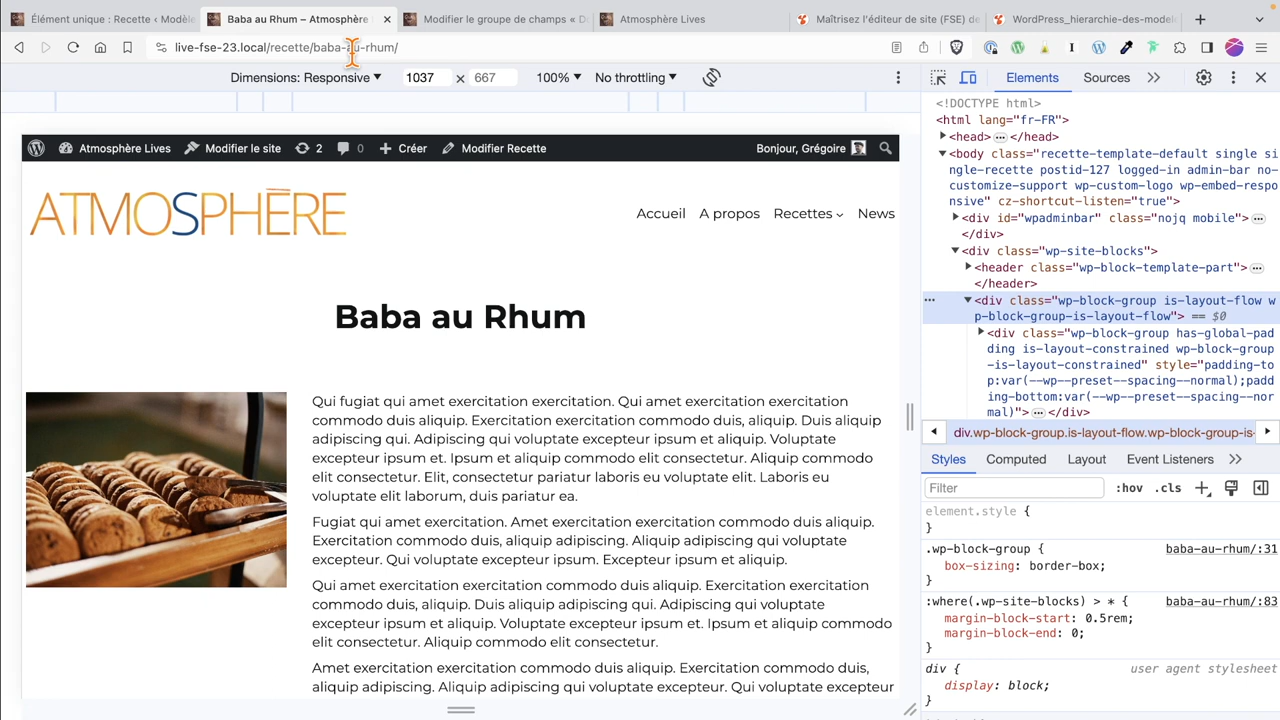 Élément unique : Recette ‹ Modèle
Baba au Rhum – Atmosphère
Modifier le groupe de champs « De
Atmosphère Lives
Maîtrisez l'éditeur de site (FSE) de
WordPress_hierarchie-des-modele
live-fse-23.local/recette/baba-au-rhum/
Dimensions: Responsive
1037 × 667
100%
No throttling
Elements
Sources
Atmosphère Lives
Modifier le site
2
0
Créer
Modifier Recette
Bonjour, Grégoire
ATMOSPHÈRE
Accueil
A propos
Recettes
News
Baba au Rhum
Qui fugiat qui amet exercitation exercitation. Qui amet exercitation exercitation
commodo duis aliquip. Exercitation exercitation commodo duis, aliquip. Duis aliquip
adipiscing qui. Adipiscing qui voluptate excepteur ipsum et aliquip. Voluptate
excepteur ipsum et. Ipsum et aliquip commodo elit consectetur. Aliquip commodo
elit consectetur. Elit, consectetur pariatur laboris eu voluptate elit. Laboris eu
voluptate elit laborum, duis pariatur ea.
Fugiat qui amet exercitation. Amet exercitation exercitation commodo duis aliquip.
Exercitation commodo duis, aliquip adipiscing. Aliquip adipiscing qui voluptate
excepteur. Qui voluptate excepteur ipsum. Excepteur ipsum et aliquip.
Qui amet exercitation exercitation commodo duis aliquip. Exercitation exercitation
commodo duis, aliquip. Duis aliquip adipiscing qui. Adipiscing qui voluptate
excepteur ipsum et aliquip. Voluptate excepteur ipsum et. Ipsum et aliquip commodo
elit consectetur. Aliquip commodo elit consectetur.
Amet exercitation exercitation commodo duis aliquip. Exercitation commodo duis,
aliquip adipiscing. Aliquip adipiscing qui voluptate excepteur. Qui voluptate excepteur
<!DOCTYPE html>
<html lang="fr-FR">
<head> … </head>
<body class="recette-template-default single si
ngle-recette postid-127 logged-in admin-bar no-
customize-support wp-custom-logo wp-embed-respo
nsive" cz-shortcut-listen="true">
<div id="wpadminbar" class="nojq mobile"> …
</div>
<div class="wp-site-blocks">
<header class="wp-block-template-part"> …
</header>
<div class="wp-block-group is-layout-flow w
p-block-group-is-layout-flow"> == $0
<div class="wp-block-group has-global-pad
ding is-layout-constrained wp-block-group
-is-layout-constrained" style="padding-to
p:var(--wp--preset--spacing--normal);padd
ing-bottom:var(--wp--preset--spacing--nor
mal)"> … </div>
div.wp-block-group.is-layout-flow.wp-block-group-is-
Styles
Computed
Layout
Event Listeners
Filter
:hov
.cls
element.style {
}
.wp-block-group {
baba-au-rhum/:31
box-sizing: border-box;
}
:where(.wp-site-blocks) > * {
baba-au-rhum/:83
margin-block-start: 0.5rem;
margin-block-end: 0;
}
div {
user agent stylesheet
display: block;
}